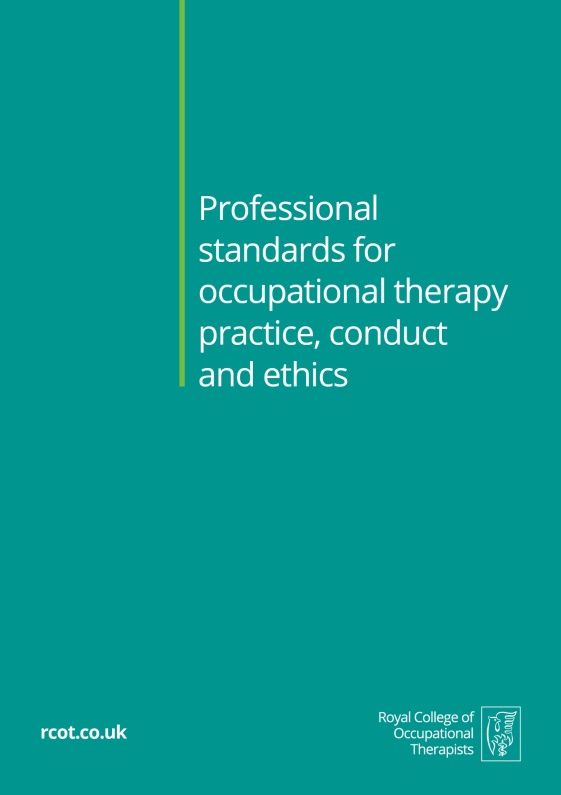 Professional
standards for
occupational therapy
practice, conduct
and ethics
rcot.co.uk
Royal College of
Occupational
Therapists